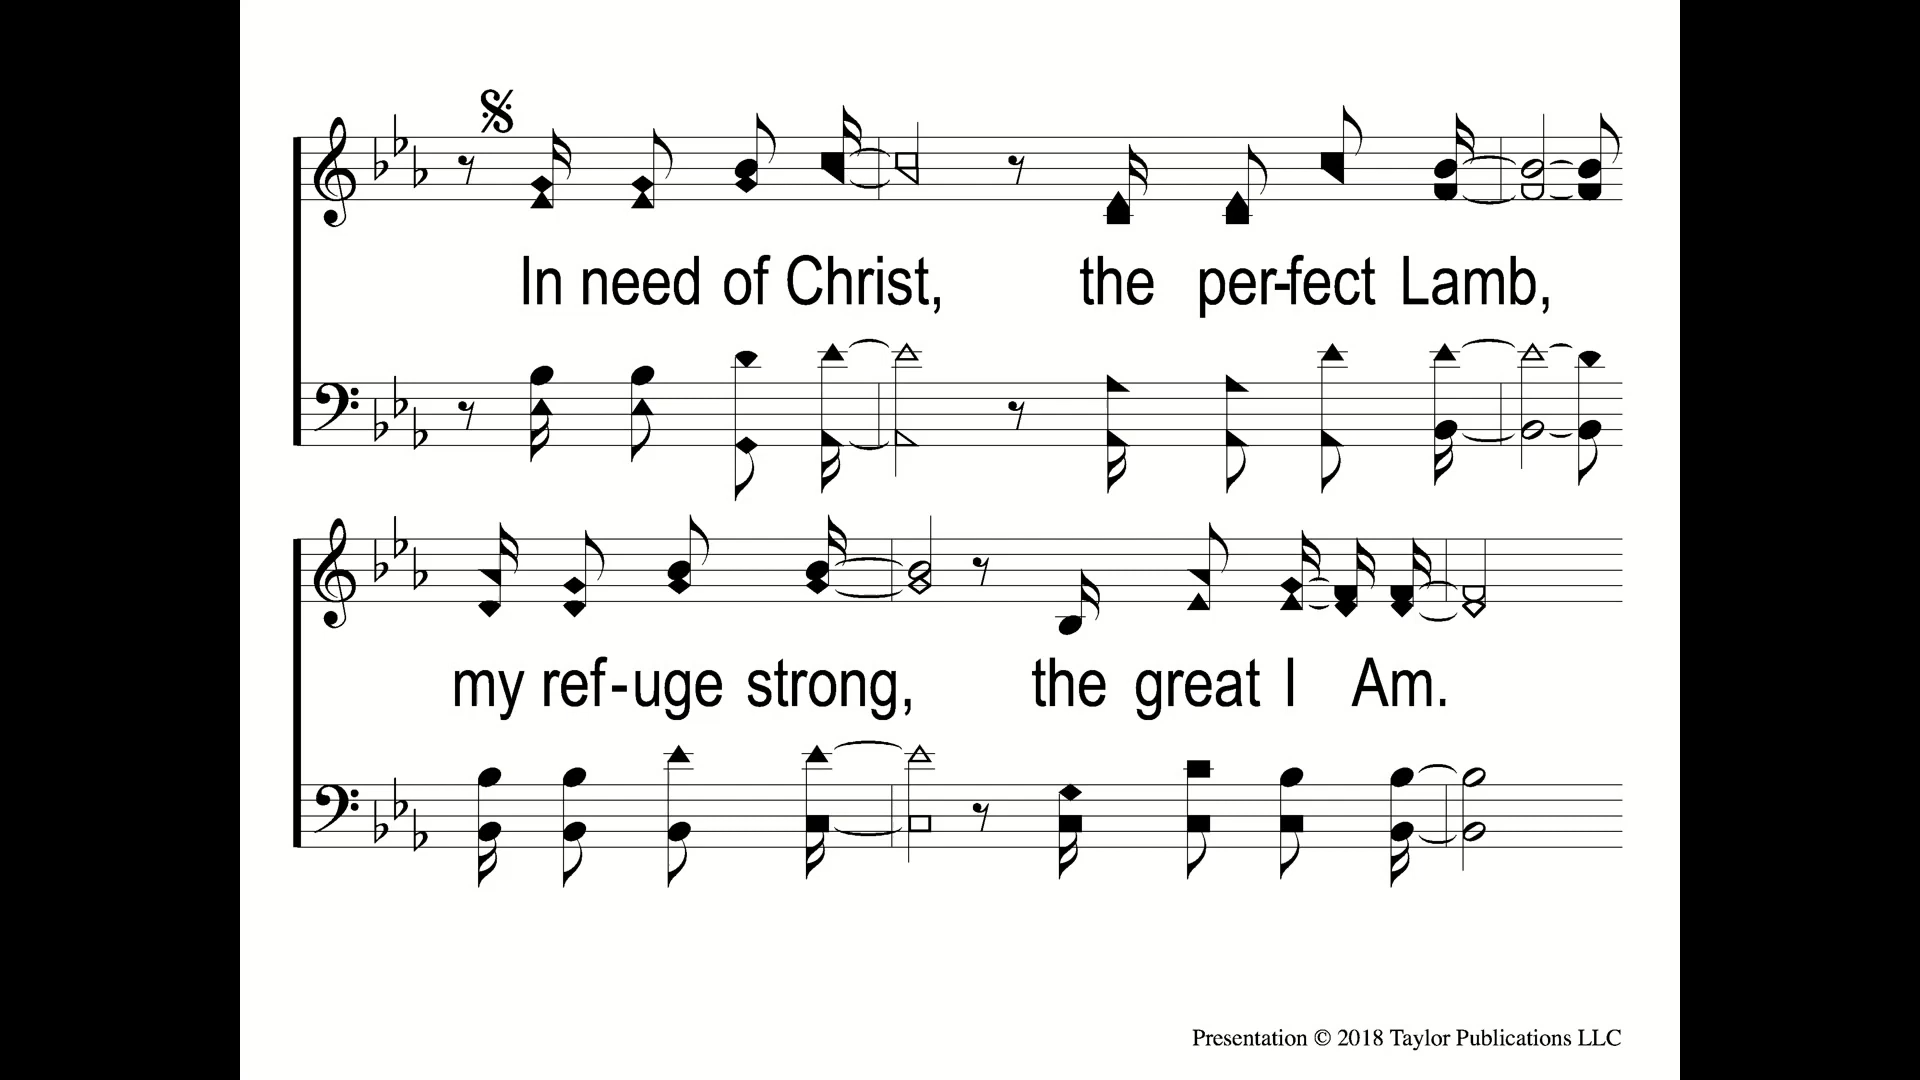 In need of Christ, the per-fect Lamb,
my ref-uge strong, the great I Am.
Presentation © 2018 Taylor Publications LLC